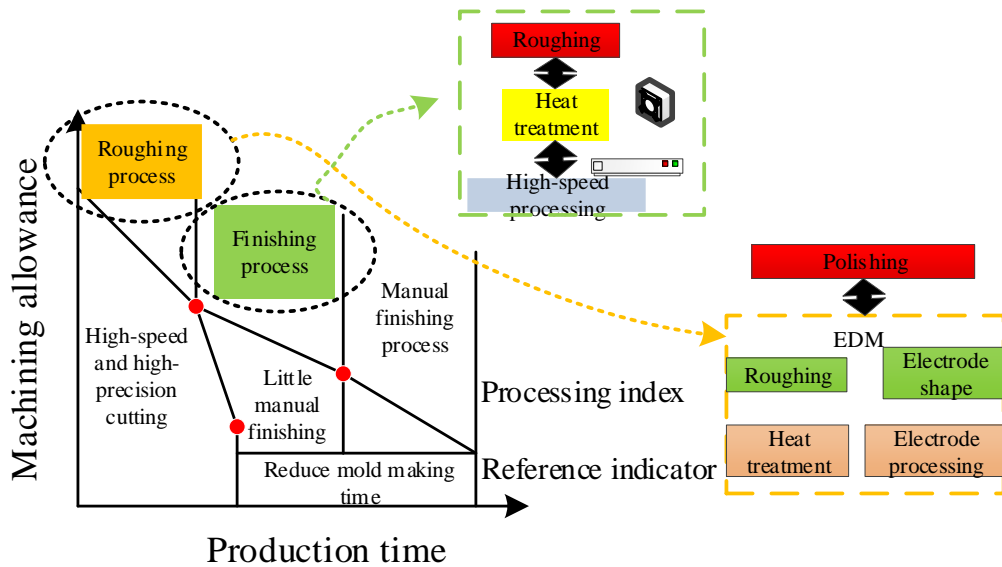 Machining allowance
Roughing
process
Finishing
process
High-speed
and high-
precision
cutting
Little
manual
finishing
Manual
finishing
process
Reduce mold making
time
Processing index
Reference indicator
Production time
Roughing
Heat
treatment
High-speed
processing
Polishing
EDM
Roughing
Electrode
shape
Heat
treatment
Electrode
processing